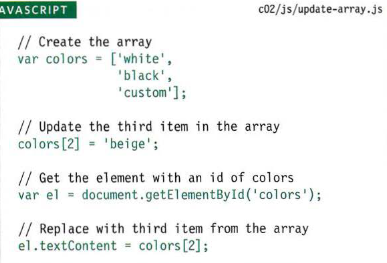 JAVASCRIPT c02/js/update-array.js
// Create the array
var colors = ['white',
'black',
'custom'];
// Update the third item in the array
colors[2] = 'beige';
// Get the element with an id of colors
var el = document.getElementById('colors');
// Replace with third item from the array
el.textContent = colors[2];